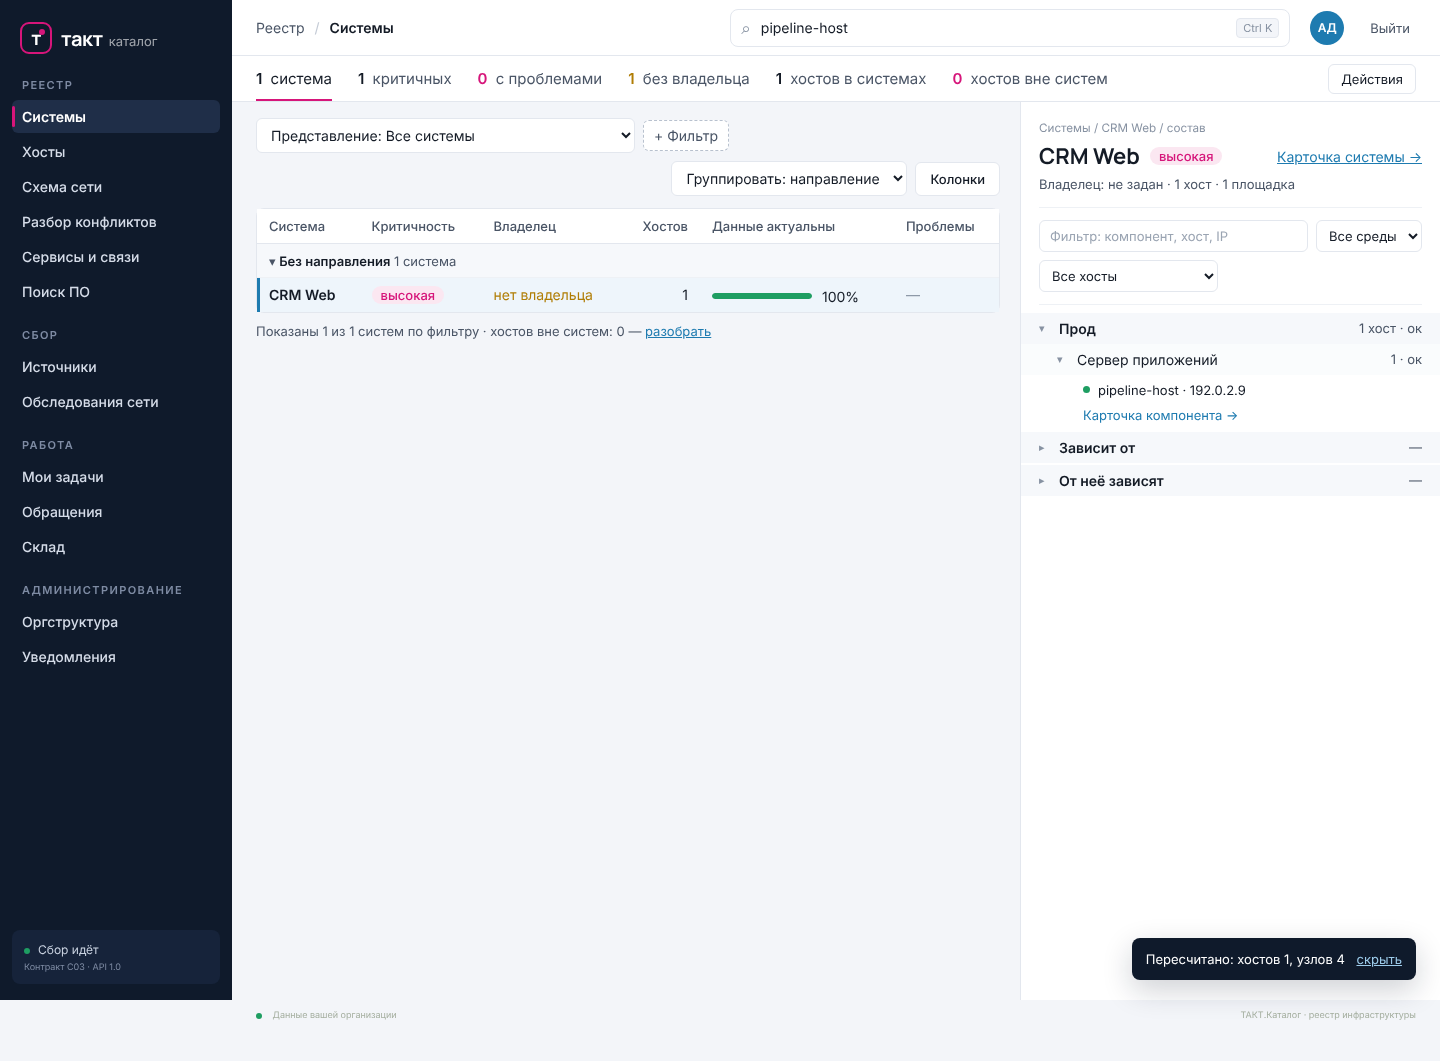 такт каталог
РЕЕСТР
Системы
Хосты
Схема сети
Разбор конфликтов
Сервисы и связи
Поиск ПО
СБОР
Источники
Обследования сети
РАБОТА
Мои задачи
Обращения
Склад
АДМИНИСТРИРОВАНИЕ
Оргструктура
Уведомления
Сбор идёт
Контракт C03 · API 1.0
Реестр / Системы
pipeline-host Ctrl K
АД Выйти
1 система 1 критичных 0 с проблемами 1 без владельца 1 хостов в системах 0 хостов вне систем Действия
Представление: Все системы + Фильтр
Группировать: направление Колонки
Система Критичность Владелец Хостов Данные актуальны Проблемы
▾ Без направления 1 система
CRM Web высокая нет владельца 1 100% —
Показаны 1 из 1 систем по фильтру · хостов вне систем: 0 — разобрать
Системы / CRM Web / состав
CRM Web высокая Карточка системы →
Владелец: не задан · 1 хост · 1 площадка
Фильтр: компонент, хост, IP Все среды
Все хосты
▾ Прод 1 хост · ок
▾ Сервер приложений 1 · ок
pipeline-host · 192.0.2.9
Карточка компонента →
▸ Зависит от —
▸ От неё зависят —
Пересчитано: хостов 1, узлов 4 скрыть
Данные вашей организации
ТАКТ.Каталог · реестр инфраструктуры